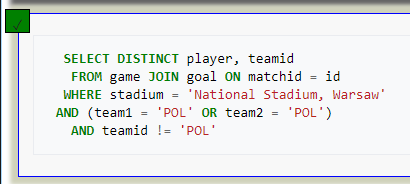 SELECT DISTINCT player, teamid
FROM game JOIN goal ON matchid = id
WHERE stadium = 'National Stadium, Warsaw'
AND (team1 = 'POL' OR team2 = 'POL')
AND teamid != 'POL'